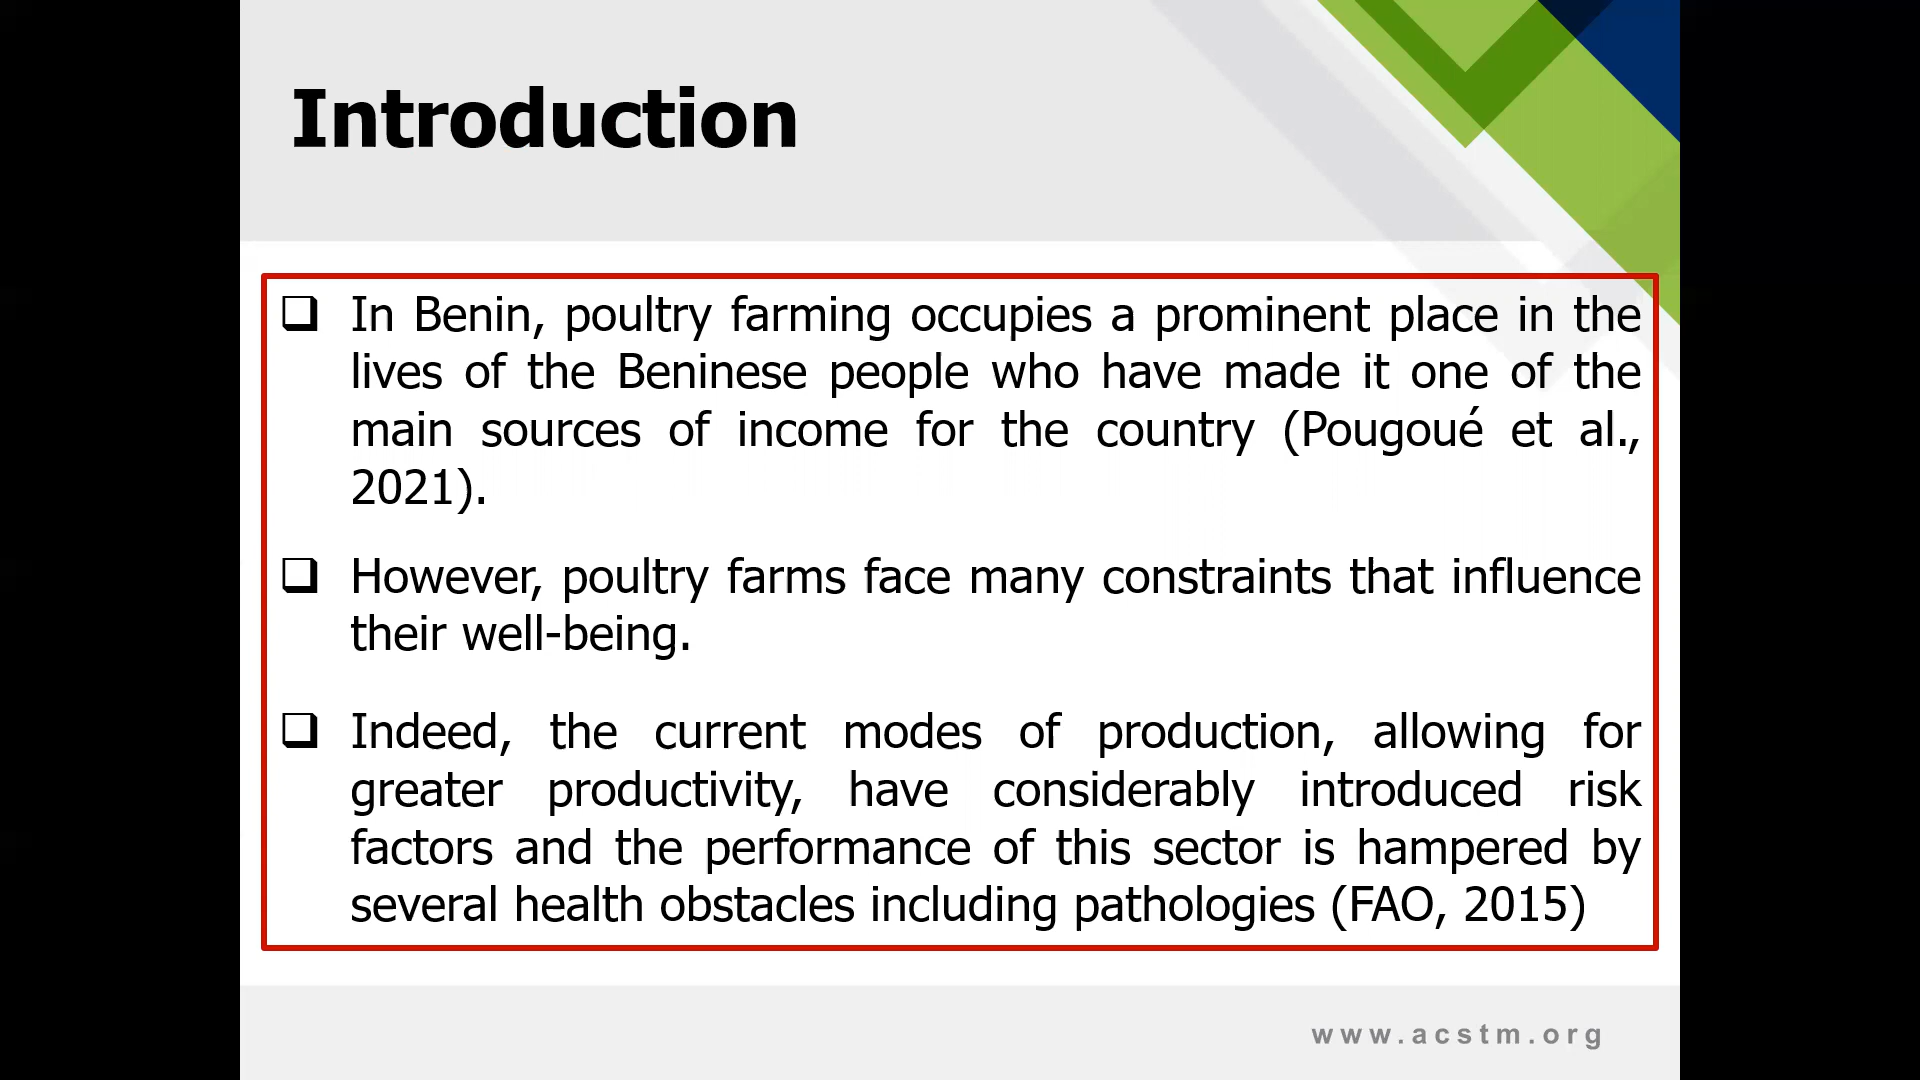 Introduction
❑ In Benin, poultry farming occupies a prominent place in the
lives of the Beninese people who have made it one of the
main sources of income for the country (Pougoué et al.,
2021).
❑ However, poultry farms face many constraints that influence
their well-being.
❑ Indeed, the current modes of production, allowing for
greater productivity, have considerably introduced risk
factors and the performance of this sector is hampered by
several health obstacles including pathologies (FAO, 2015)
www.acstm.org